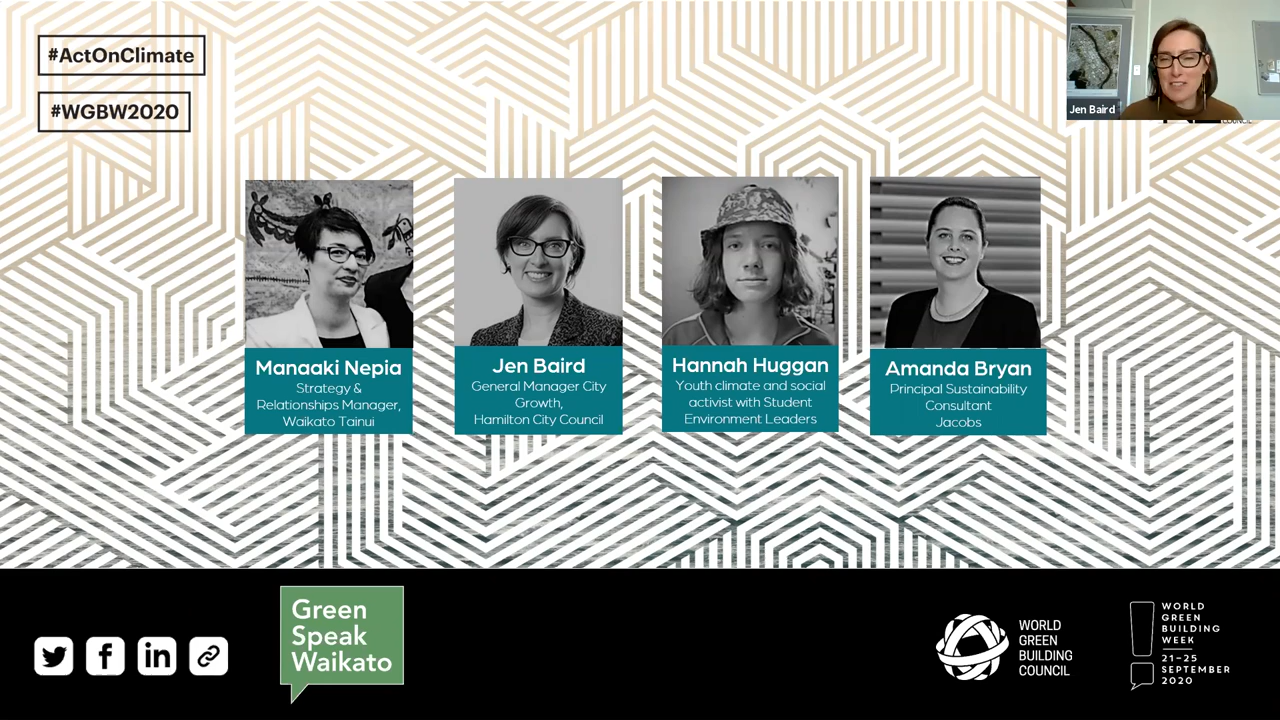 #ActOnClimate
#WGBW2020
Jen Baird
COUNCIL
Manaaki Nepia
Strategy &
Relationships Manager,
Waikato Tainui
Jen Baird
General Manager City
Growth,
Hamilton City Council
Hannah Huggan
Youth climate and social
activist with Student
Environment Leaders
Amanda Bryan
Principal Sustainability
Consultant
Jacobs
Green
Speak
Waikato
WORLD
GREEN
BUILDING
COUNCIL
WORLD
GREEN
BUILDING
WEEK
21-25
SEPTEMBER
2020